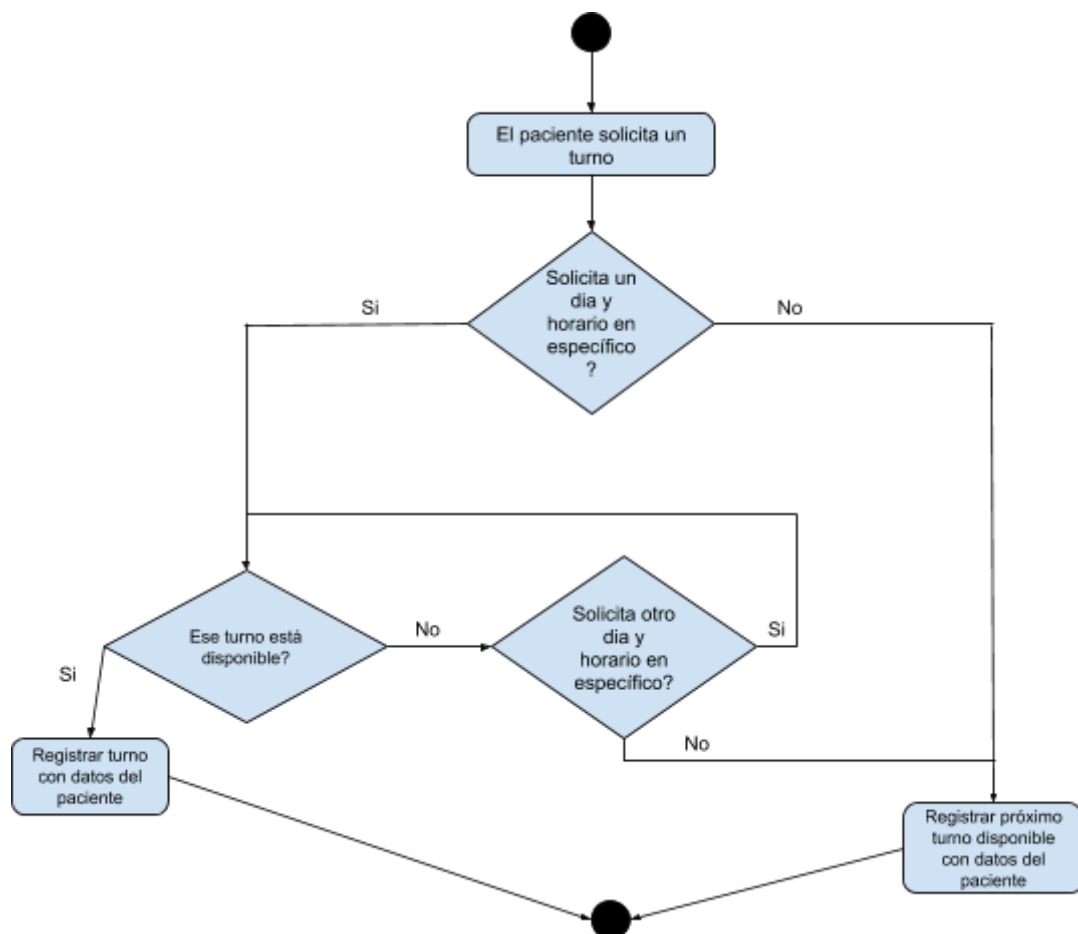 El paciente solicita un
turno
Solicita un
dia y
horario en
específico
?
Si
No
Ese turno está
disponible?
No
Solicita otro
dia y
horario en
específico?
Si
Si
No
Registrar turno
con datos del
paciente
Registrar próximo
turno disponible
con datos del
paciente